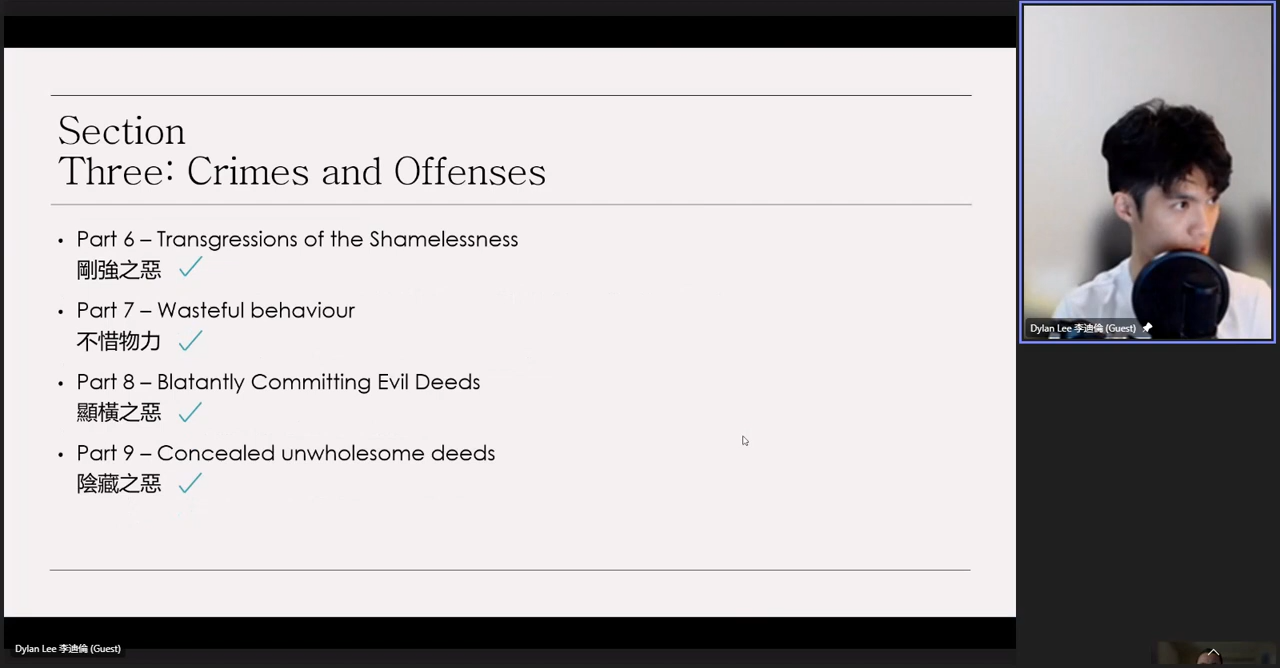 Section
Three: Crimes and Offenses
• Part 6 – Transgressions of the Shamelessness
剛強之惡
• Part 7 – Wasteful behaviour
不惜物力
• Part 8 – Blatantly Committing Evil Deeds
顯橫之惡
• Part 9 – Concealed unwholesome deeds
陰藏之惡
Dylan Lee 李迪倫 (Guest)
Dylan Lee 李迪倫 (Guest)